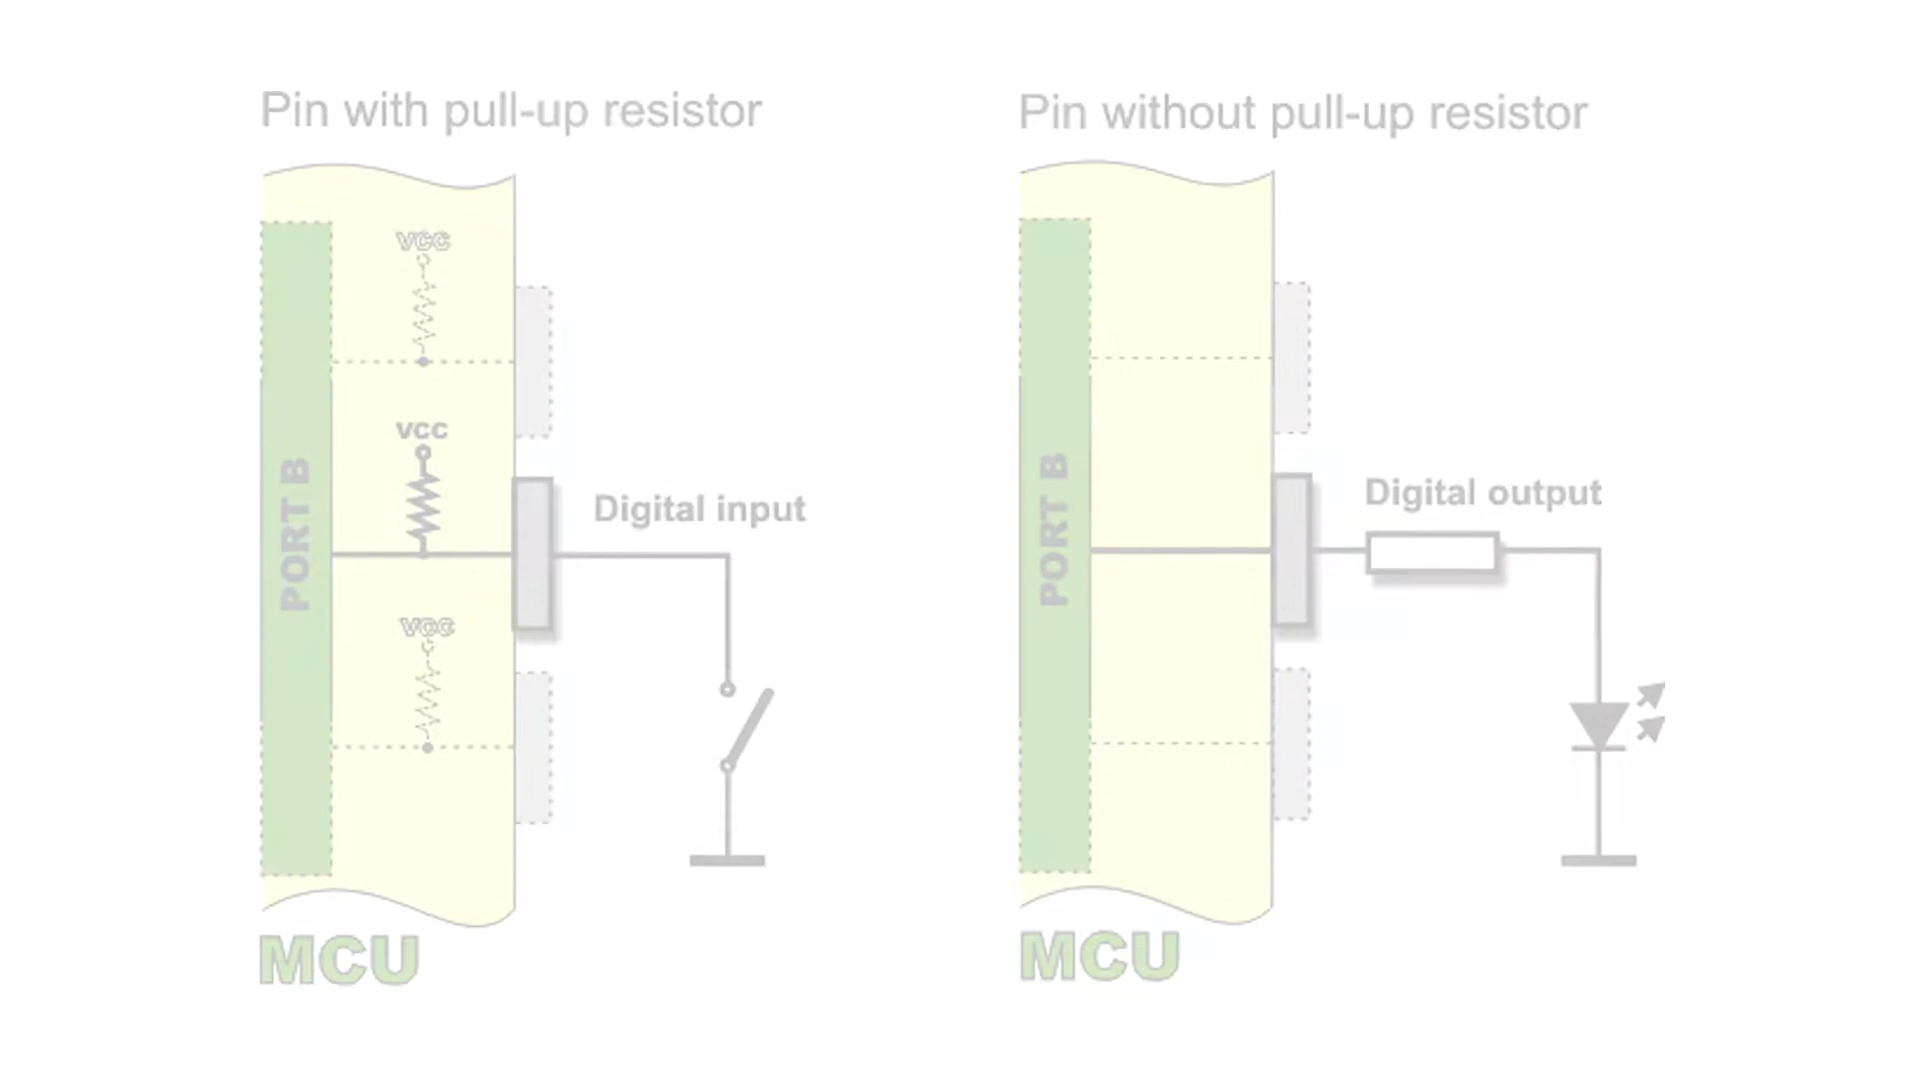 Pin with pull-up resistor
VCC
VCC
VCC
PORT B
Digital input
MCU
Pin without pull-up resistor
PORT B
Digital output
MCU